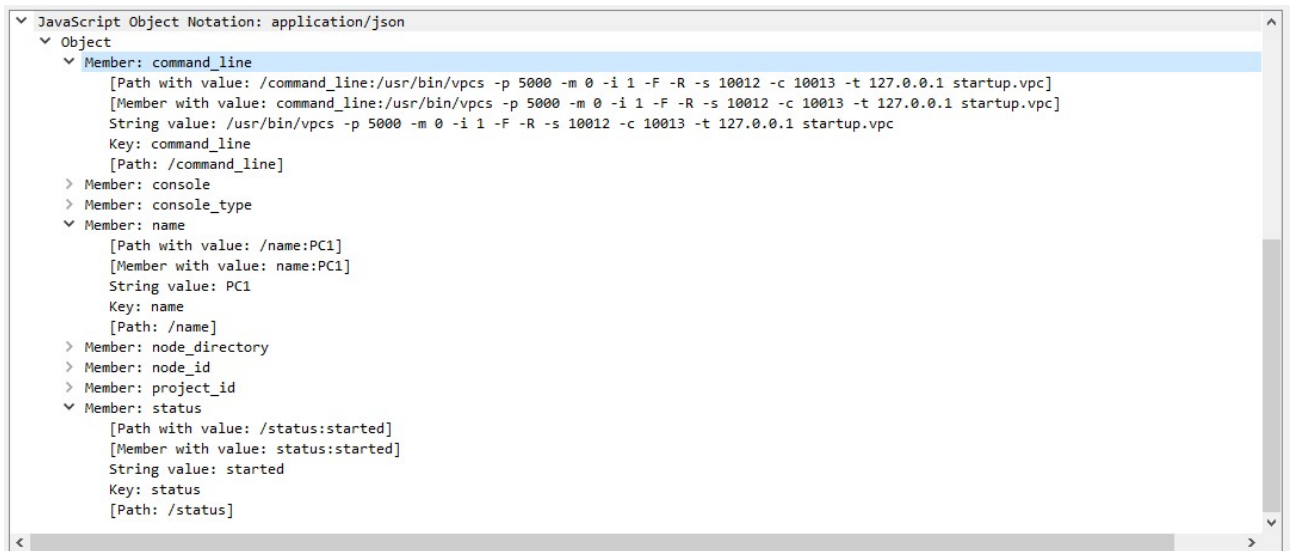 JavaScript Object Notation: application/json
Object
Member: command_line
[Path with value: /command_line:/usr/bin/vpcs -p 5000 -m 0 -i 1 -F -R -s 10012 -c 10013 -t 127.0.0.1 startup.vpc]
[Member with value: command_line:/usr/bin/vpcs -p 5000 -m 0 -i 1 -F -R -s 10012 -c 10013 -t 127.0.0.1 startup.vpc]
String value: /usr/bin/vpcs -p 5000 -m 0 -i 1 -F -R -s 10012 -c 10013 -t 127.0.0.1 startup.vpc
Key: command_line
[Path: /command_line]
Member: console
Member: console_type
Member: name
[Path with value: /name:PC1]
[Member with value: name:PC1]
String value: PC1
Key: name
[Path: /name]
Member: node_directory
Member: node_id
Member: project_id
Member: status
[Path with value: /status:started]
[Member with value: status:started]
String value: started
Key: status
[Path: /status]